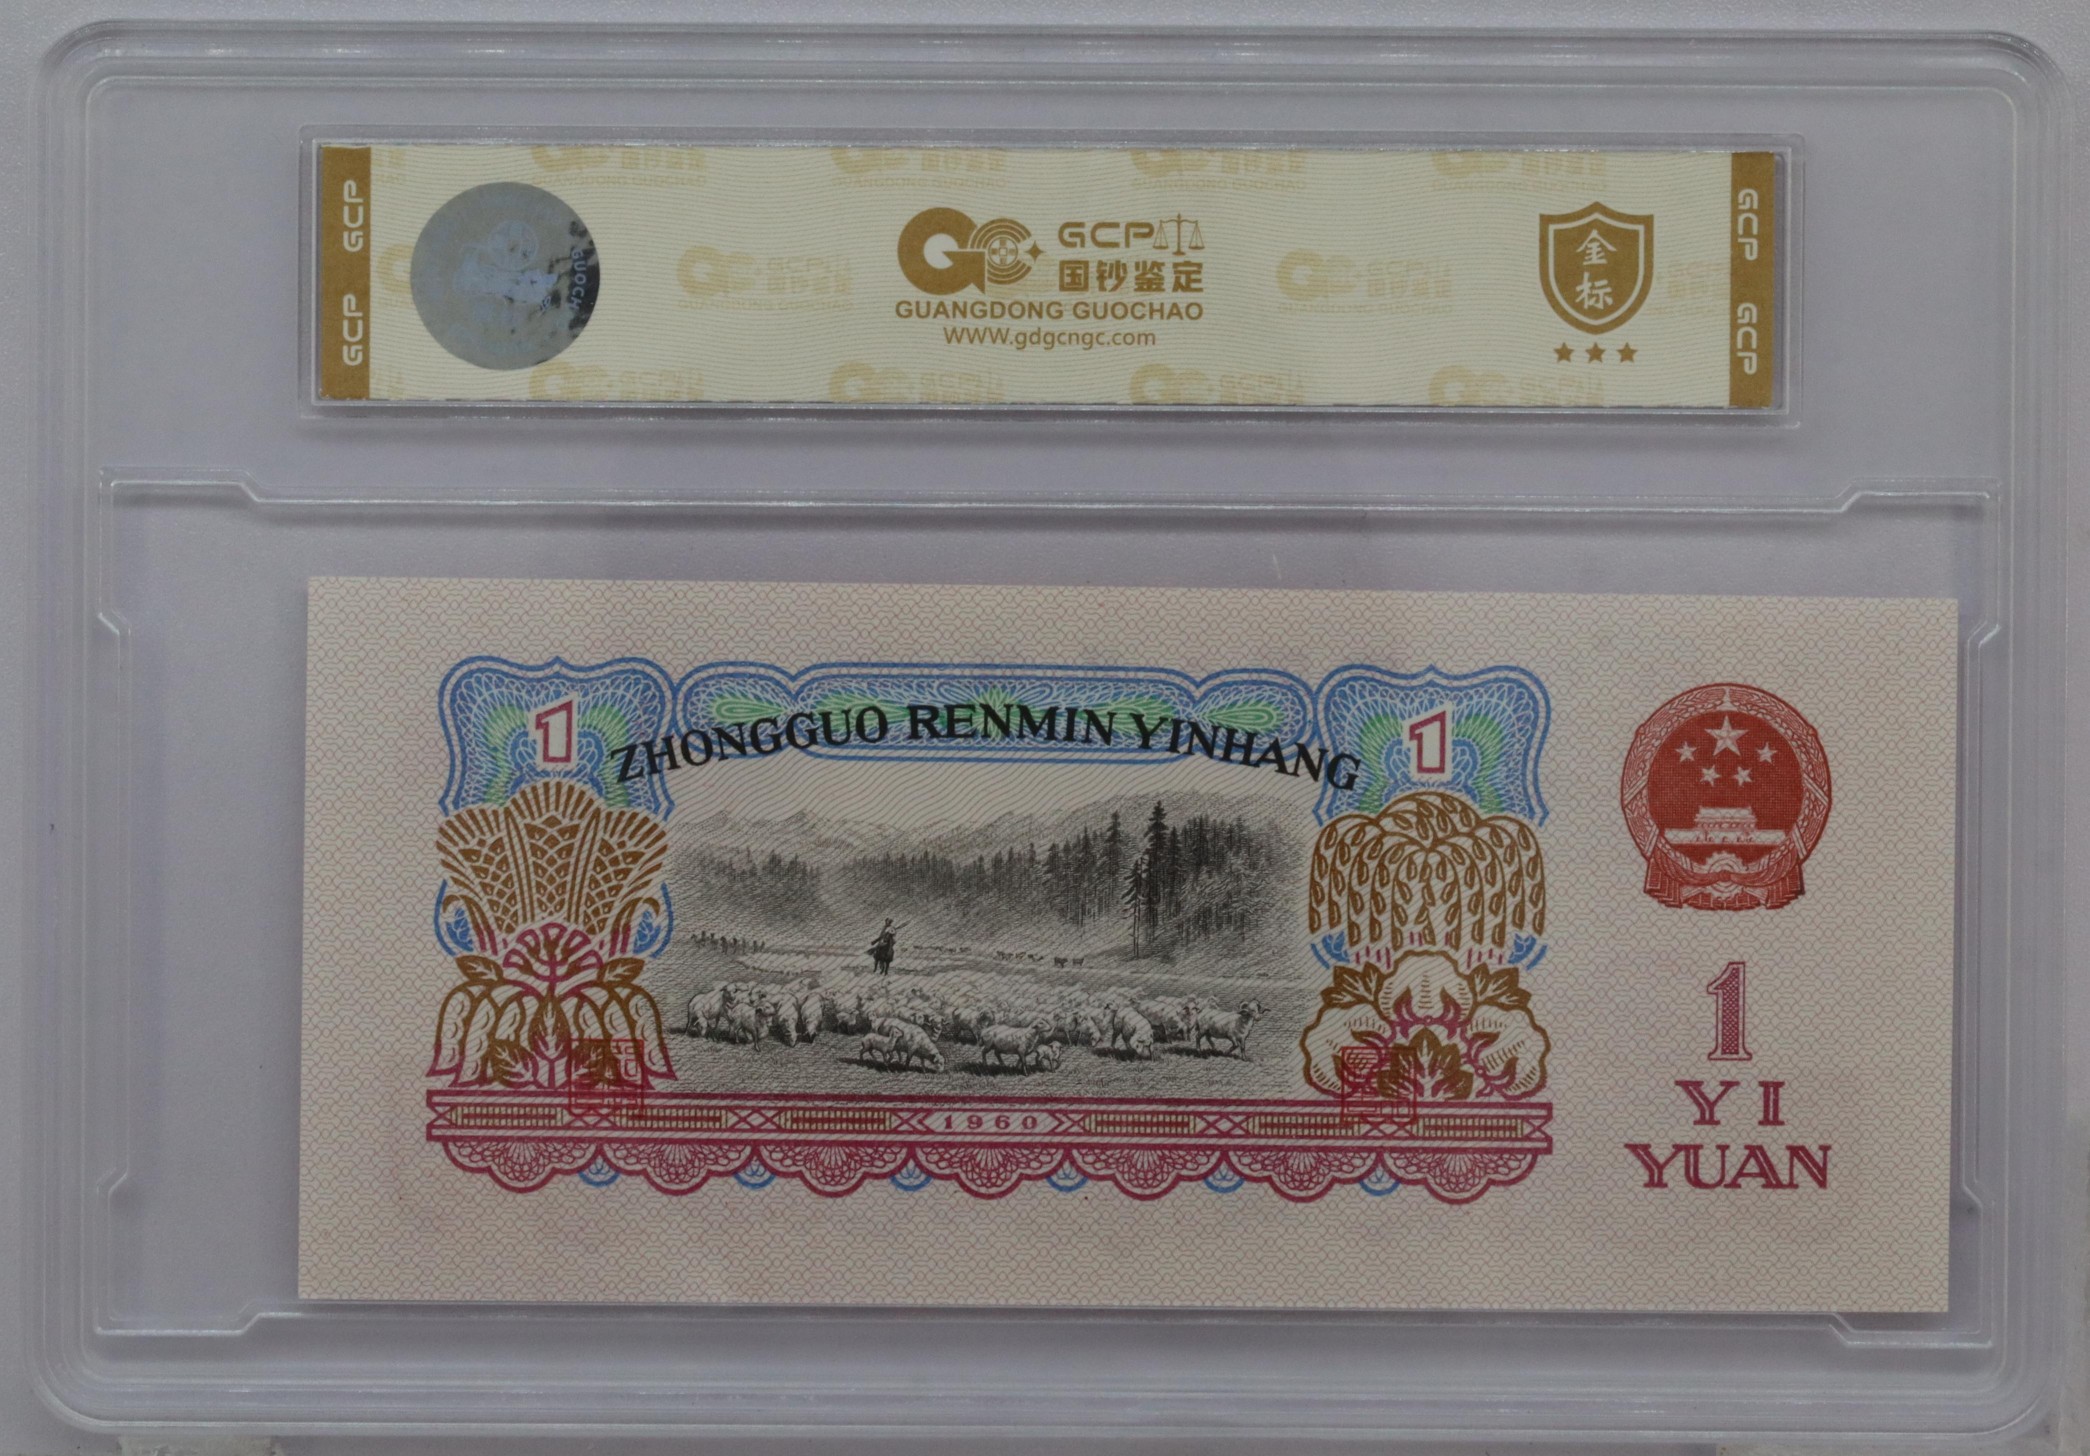 GCP
GCP
GCP
国钞鉴定
GUANGDONG GUOCHAO
WWW.gdgcngc.com
金
标
GCP
GCP
1
ZHONGGUO RENMIN YINHANG
1
1960
1
YI
YUAN